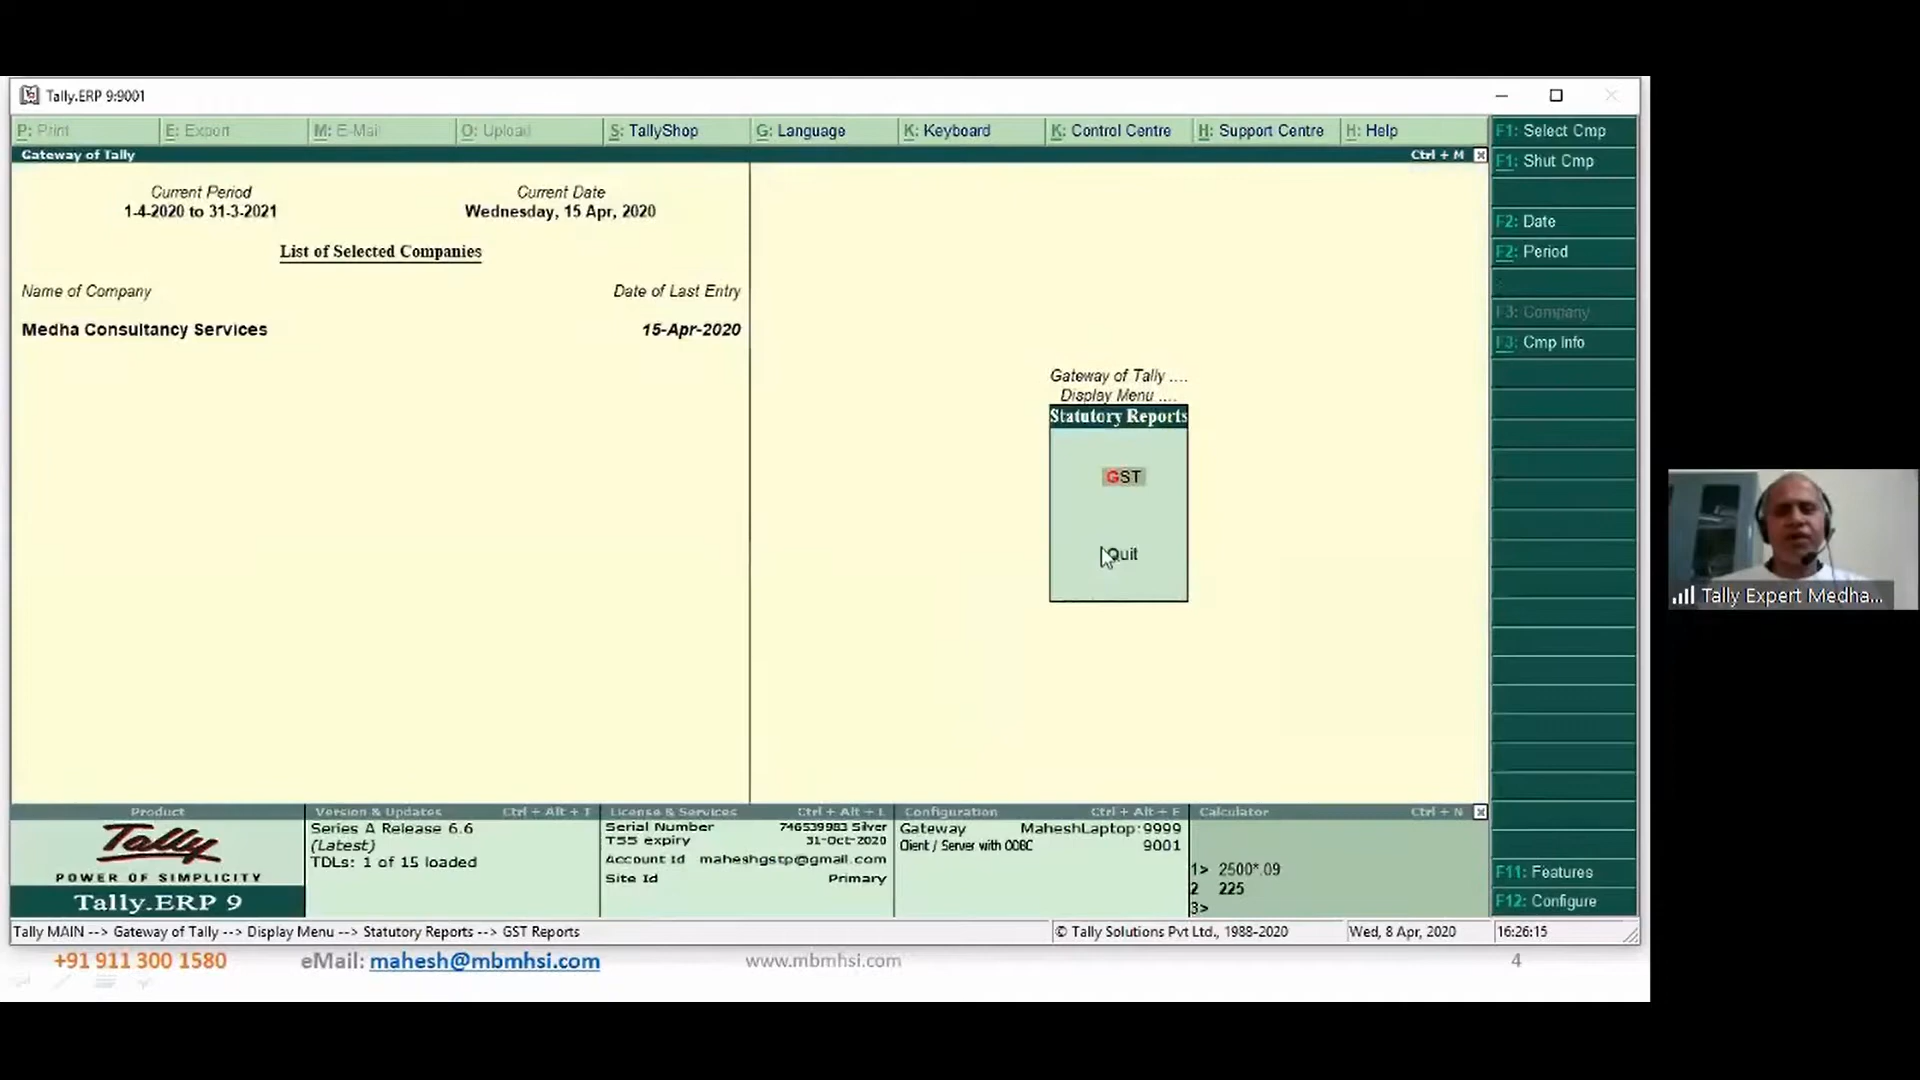 Tally.ERP 9:9001
P: Print E: Export M: E-Mail O: Upload S: TallyShop G: Language K: Keyboard K: Control Centre H: Support Centre H: Help
Gateway of Tally Ctrl + M
F1: Select Cmp
F1: Shut Cmp
F2: Date
F2: Period
F3: Company
F3: Cmp Info
F11: Features
F12: Configure
Current Period Current Date
1-4-2020 to 31-3-2021 Wednesday, 15 Apr, 2020
List of Selected Companies
Name of Company Date of Last Entry
Medha Consultancy Services 15-Apr-2020
Gateway of Tally ....
Display Menu ....
Statutory Reports
GST
Quit
Tally Expert Medha...
Product
Tally
POWER OF SIMPLICITY
Tally.ERP 9
Version & Updates Ctrl + Alt + T
Series A Release 6.6
(Latest)
TDLs: 1 of 15 loaded
License & Services Ctrl + Alt + L
Serial Number 746539983 Silver
TSS expiry 31-Oct-2020
Account Id maheshgstp@gmail.com
Site Id Primary
Configuration Ctrl + Alt + F
Gateway MaheshLaptop:9999
Client / Server with ODBC 9001
Calculator Ctrl + N
1> 2500*.09
2 225
3>
Tally MAIN --> Gateway of Tally --> Display Menu --> Statutory Reports --> GST Reports © Tally Solutions Pvt Ltd., 1988-2020 Wed, 8 Apr, 2020 16:26:15
+91 911 300 1580 eMail: mahesh@mbmhsi.com www.mbmhsi.com 4